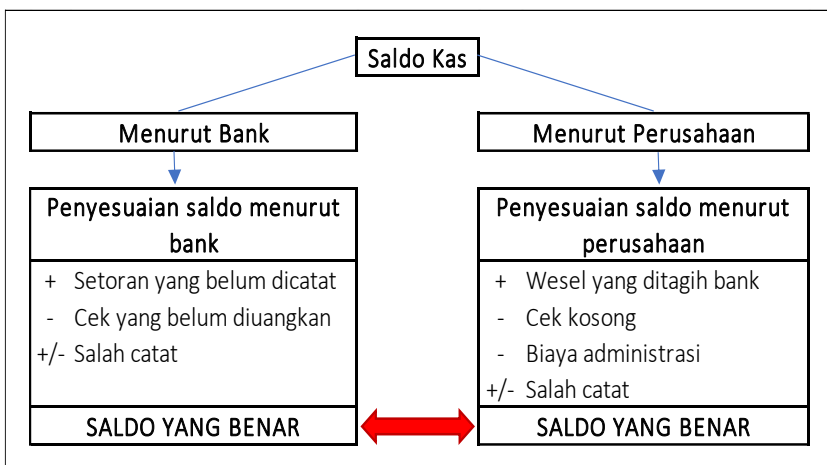 Saldo Kas
Menurut Bank
Menurut Perusahaan
Penyesuaian saldo menurut
bank
+ Setoran yang belum dicatat
- Cek yang belum diuangkan
+/- Salah catat
SALDO YANG BENAR
Penyesuaian saldo menurut
perusahaan
+ Wesel yang ditagih bank
- Cek kosong
- Biaya administrasi
+/- Salah catat
SALDO YANG BENAR